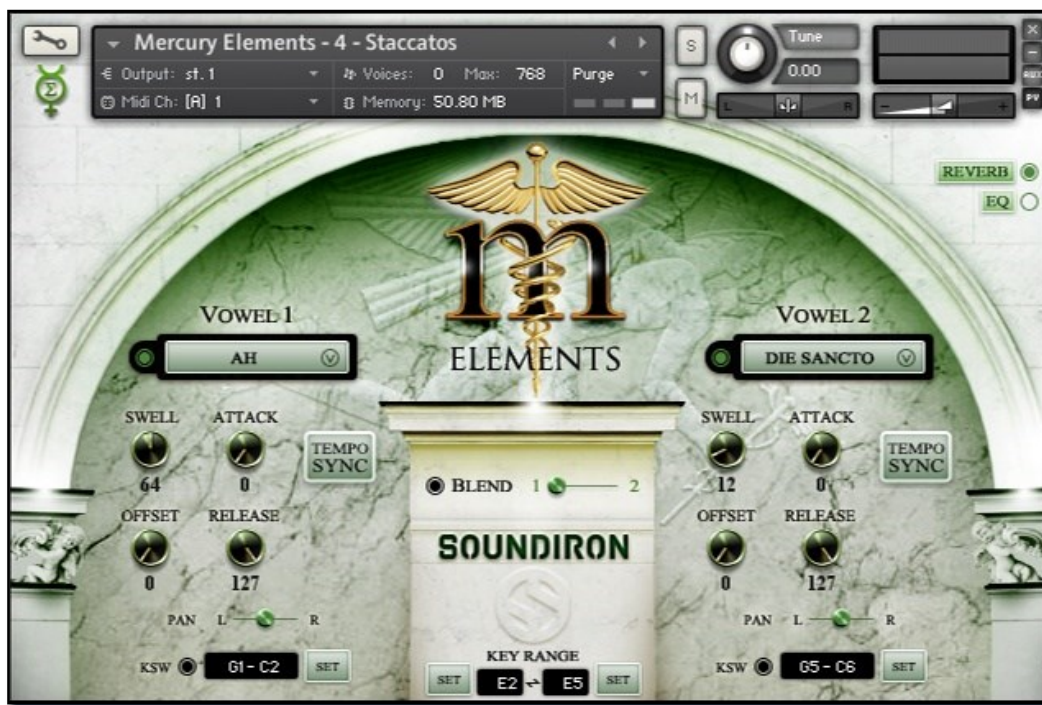 Mercury Elements - 4 - Staccatos
Output: st. 1
Voices: 0 Max: 768
Purge
Midi Ch: [A] 1
Memory: 50.80 MB
S
M
Tune
0.00
L R
- +
×
-
AUX
PV
REVERB
EQ
m
ELEMENTS
VOWEL 1
AH
SWELL ATTACK
64 0
TEMPO
SYNC
OFFSET RELEASE
0 127
PAN L R
KSW G1 - C2 SET
BLEND 1 2
SOUNDIRON
KEY RANGE
SET E2 E5 SET
VOWEL 2
DIE SANCTO
SWELL ATTACK
12 0
TEMPO
SYNC
OFFSET RELEASE
0 127
PAN L R
KSW G5 - C6 SET